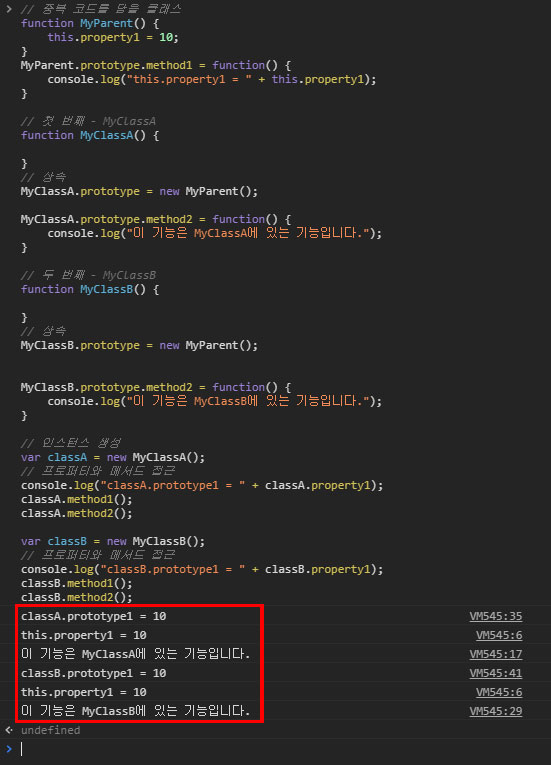 // 중복 코드를 담을 클래스
function MyParent() {
    this.property1 = 10;
}
MyParent.prototype.method1 = function() {
    console.log("this.property1 = " + this.property1);
}
// 첫 번째 - MyClassA
function MyClassA() {
}
// 상속
MyClassA.prototype = new MyParent();
MyClassA.prototype.method2 = function() {
    console.log("이 기능은 MyClassA에 있는 기능입니다.");
}
// 두 번째 - MyClassB
function MyClassB() {
}
// 상속
MyClassB.prototype = new MyParent();
MyClassB.prototype.method2 = function() {
    console.log("이 기능은 MyClassB에 있는 기능입니다.");
}
// 인스턴스 생성
var classA = new MyClassA();
// 프로퍼티와 메서드 접근
console.log("classA.prototype1 = " + classA.property1);
classA.method1();
classA.method2();
var classB = new MyClassB();
// 프로퍼티와 메서드 접근
console.log("classB.prototype1 = " + classB.property1);
classB.method1();
classB.method2();
classA.prototype1 = 10 VM545:35
this.property1 = 10 VM545:6
이 기능은 MyClassA에 있는 기능입니다. VM545:17
classB.prototype1 = 10 VM545:41
this.property1 = 10 VM545:6
이 기능은 MyClassB에 있는 기능입니다. VM545:29
undefined